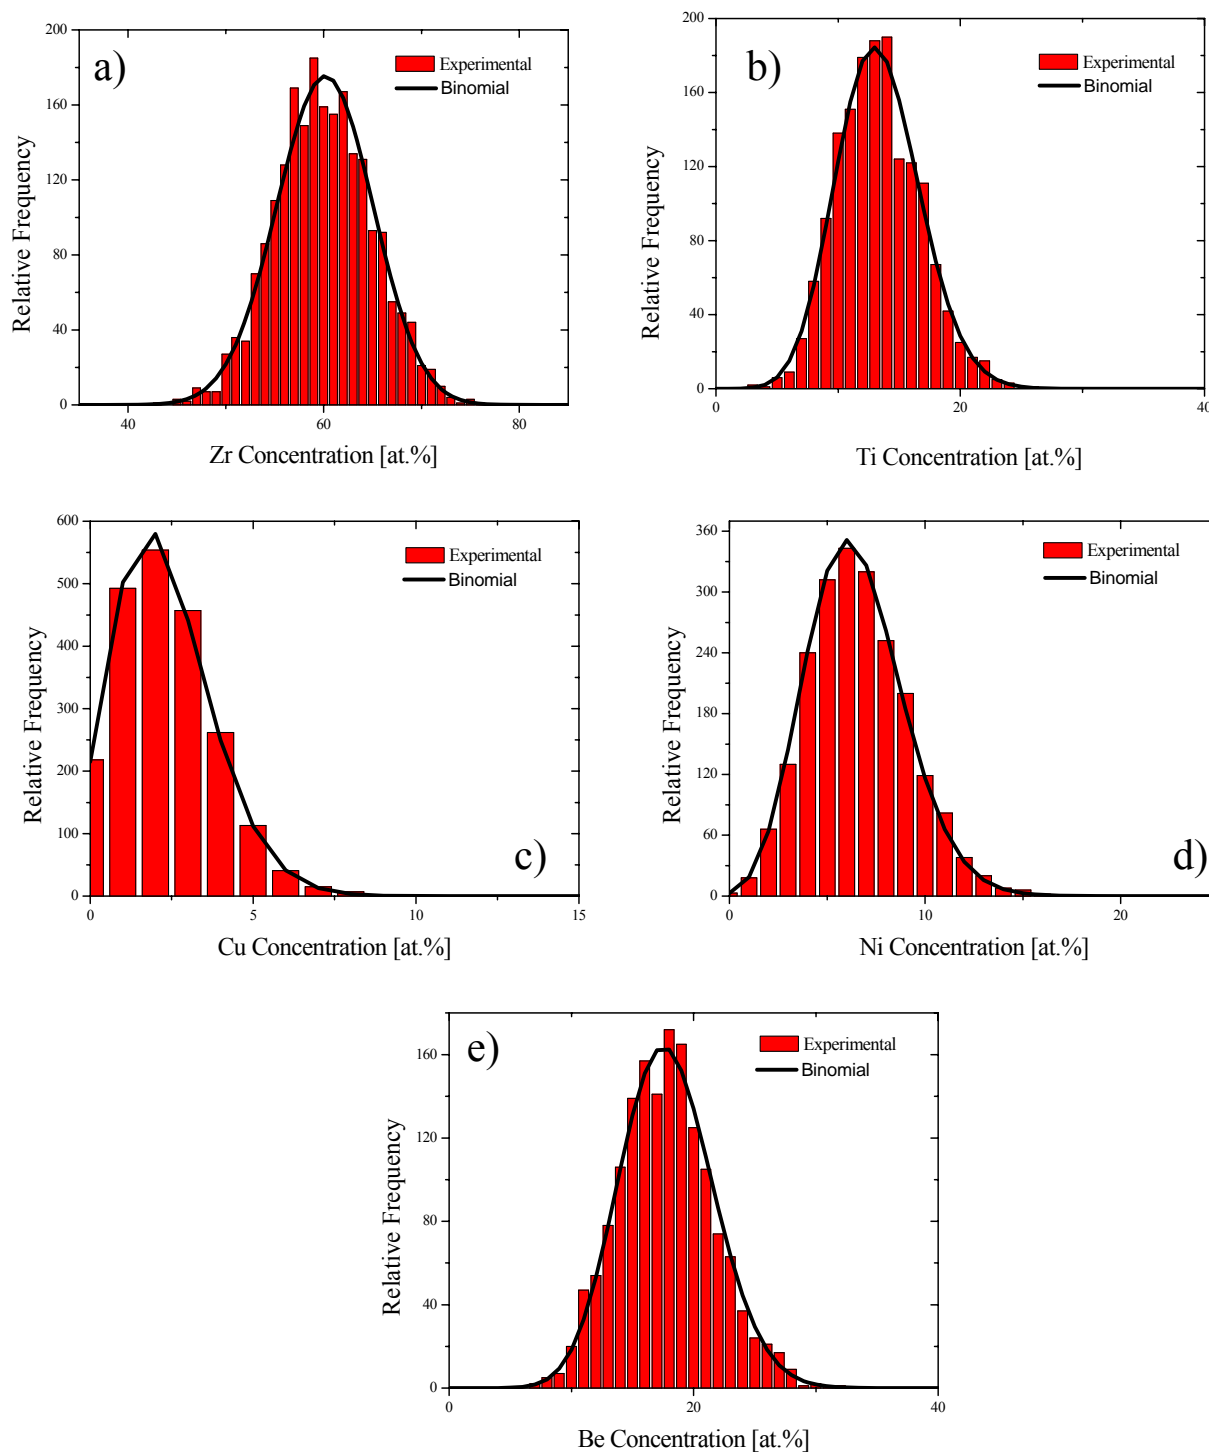 a)
Experimental
Binomial
Relative Frequency
200
160
120
80
40
0
40
60
80
Zr Concentration [at.%]
b)
Experimental
Binomial
Relative Frequency
200
160
120
80
40
0
0
20
40
Ti Concentration [at.%]
c)
Experimental
Binomial
Relative Frequency
600
500
400
300
200
100
0
0
5
10
15
Cu Concentration [at.%]
d)
Experimental
Binomial
Relative Frequency
360
300
240
180
120
60
0
0
10
20
Ni Concentration [at.%]
e)
Experimental
Binomial
Relative Frequency
160
120
80
40
0
0
20
40
Be Concentration [at.%]